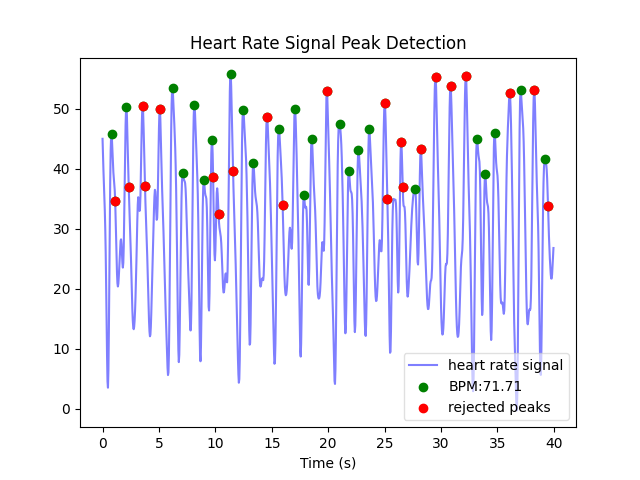 Heart Rate Signal Peak Detection
50
40
30
20
10
0
heart rate signal
BPM:71.71
rejected peaks
0 5 10 15 20 25 30 35 40
Time (s)